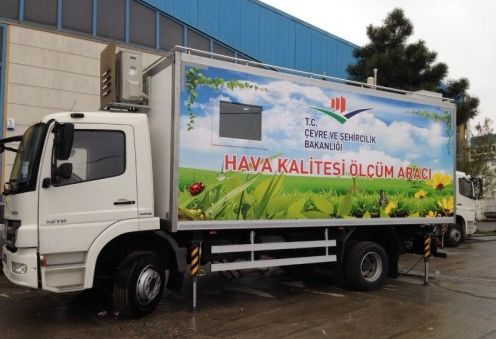 T.C.
ÇEVRE VE ŞEHİRCİLİK
BAKANLIĞI
HAVA KALİTESİ ÖLÇÜM ARACI